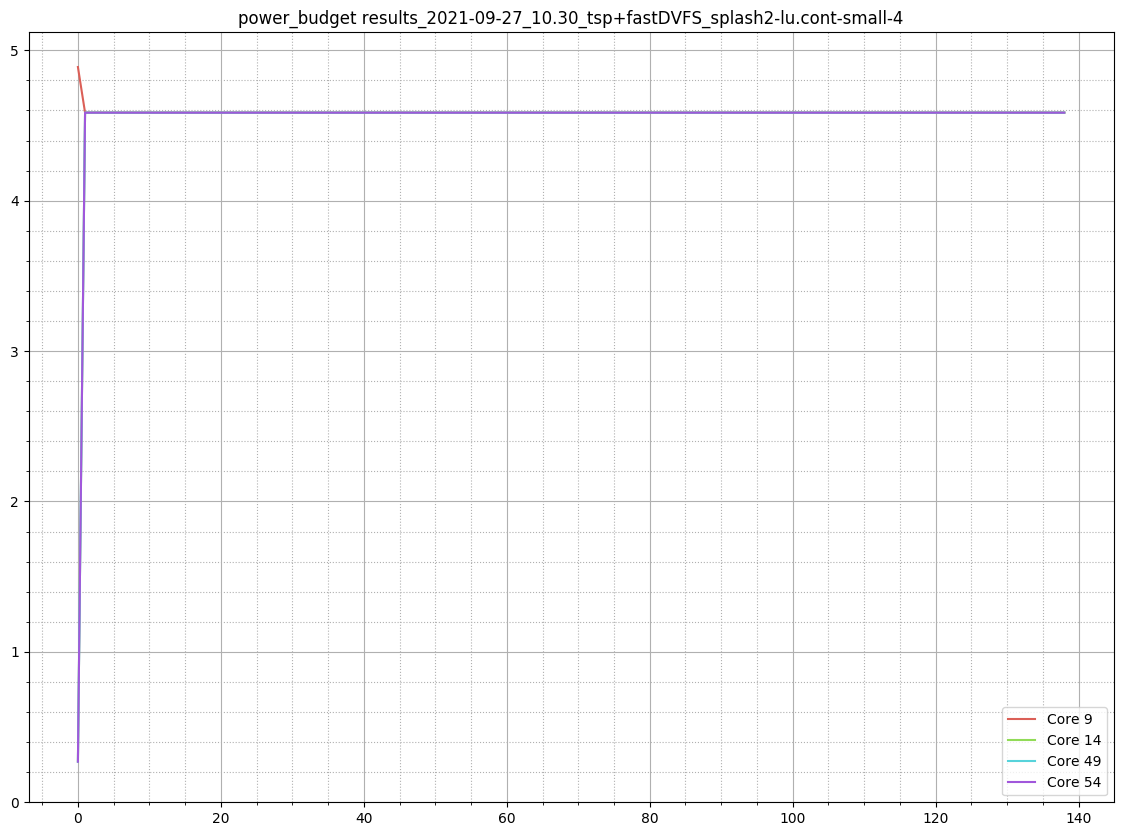 power_budget results_2021-09-27_10.30_tsp+fastDVFS_splash2-lu.cont-small-4
5
4
3
2
1
0
Core 9
Core 14
Core 49
Core 54
0 20 40 60 80 100 120 140